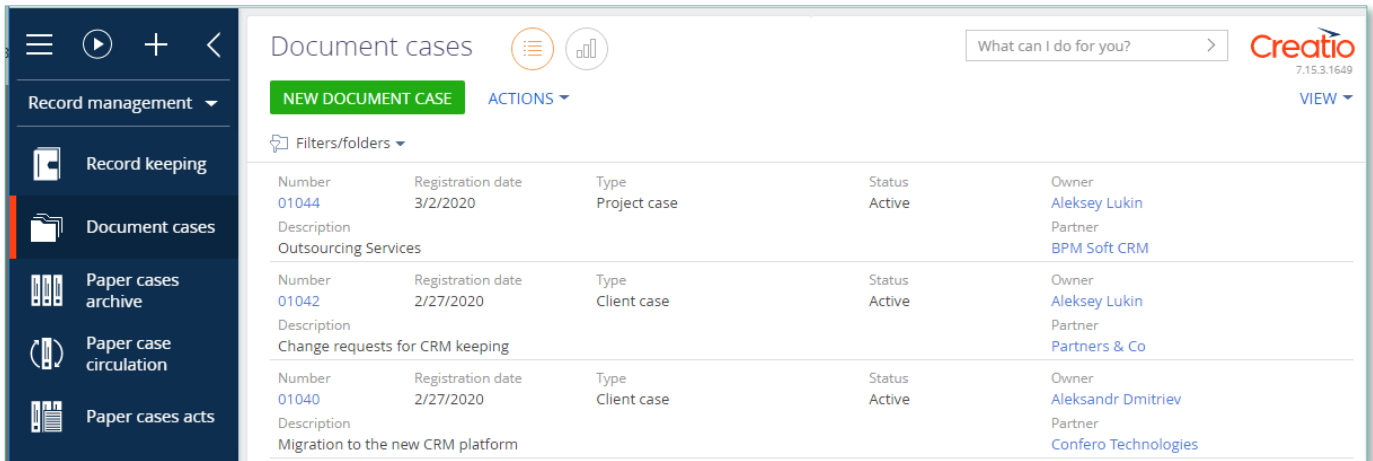 Document cases
What can I do for you?
Creatio
7.15.3.1649
Record management
NEW DOCUMENT CASE
ACTIONS
VIEW
Filters/folders
Record keeping
Document cases
Paper cases
archive
Paper case
circulation
Paper cases acts
Number Registration date Type Status Owner
01044 3/2/2020 Project case Active Aleksey Lukin
Description Partner
Outsourcing Services BPM Soft CRM
Number Registration date Type Status Owner
01042 2/27/2020 Client case Active Aleksey Lukin
Description Partner
Change requests for CRM keeping Partners & Co
Number Registration date Type Status Owner
01040 2/27/2020 Client case Active Aleksandr Dmitriev
Description Partner
Migration to the new CRM platform Confero Technologies